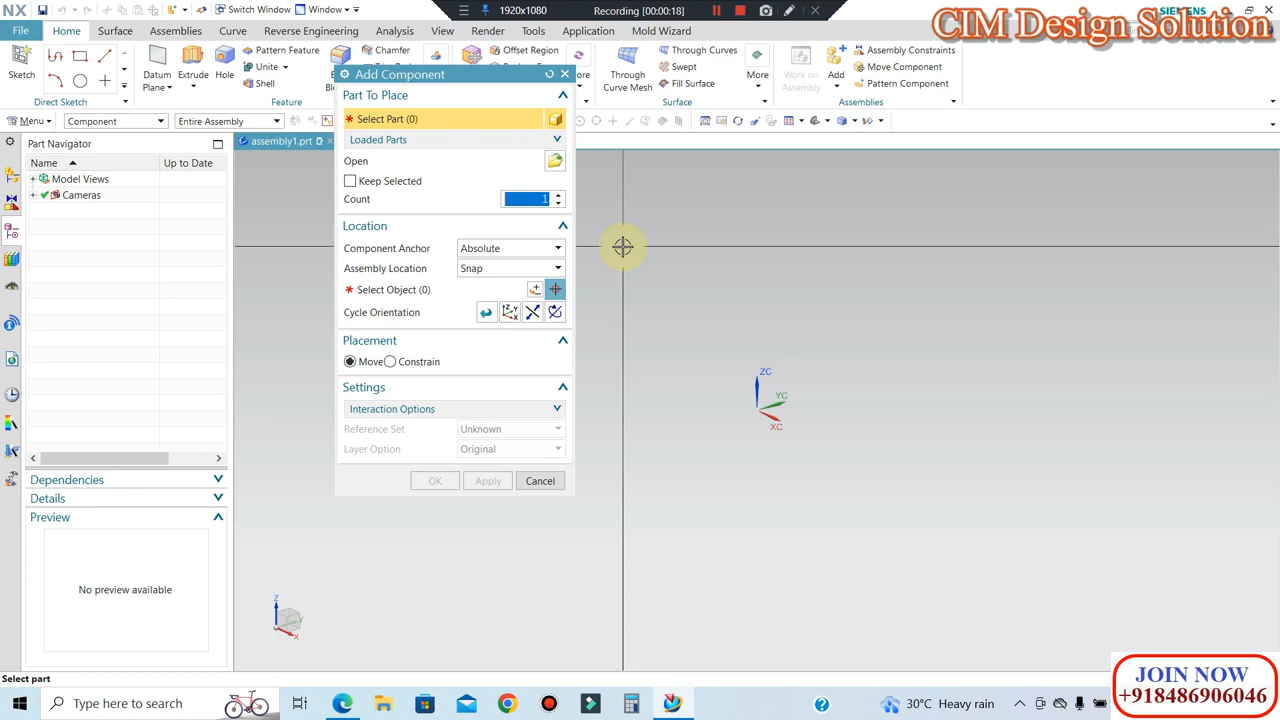 NX
Switch Window
Window
1920x1080
Recording [00:00:18]
SIEMENS
CIM Design Solution
File
Home
Surface
Assemblies
Curve
Reverse Engineering
Analysis
View
Render
Tools
Application
Mold Wizard
Sketch
Datum
Plane
Extrude
Hole
Pattern Feature
Unite
Shell
Chamfer
Offset Region
Through
Curve Mesh
Through Curves
Swept
Fill Surface
More
Work on
Assembly
Add
Assembly Constraints
Move Component
Pattern Component
Direct Sketch
Feature
Surface
Assemblies
Menu
Component
Entire Assembly
Part Navigator
Name
Up to Date
Model Views
Cameras
Dependencies
Details
Preview
No preview available
assembly1.prt
Add Component
Part To Place
* Select Part (0)
Loaded Parts
Open
Keep Selected
Count
1
Location
Component Anchor
Absolute
Assembly Location
Snap
* Select Object (0)
Cycle Orientation
Placement
Move
Constrain
Settings
Interaction Options
Reference Set
Unknown
Layer Option
Original
OK
Apply
Cancel
ZC
YC
XC
Z
Y
X
Select part
JOIN NOW
+918486906046
Type here to search
30°C Heavy rain